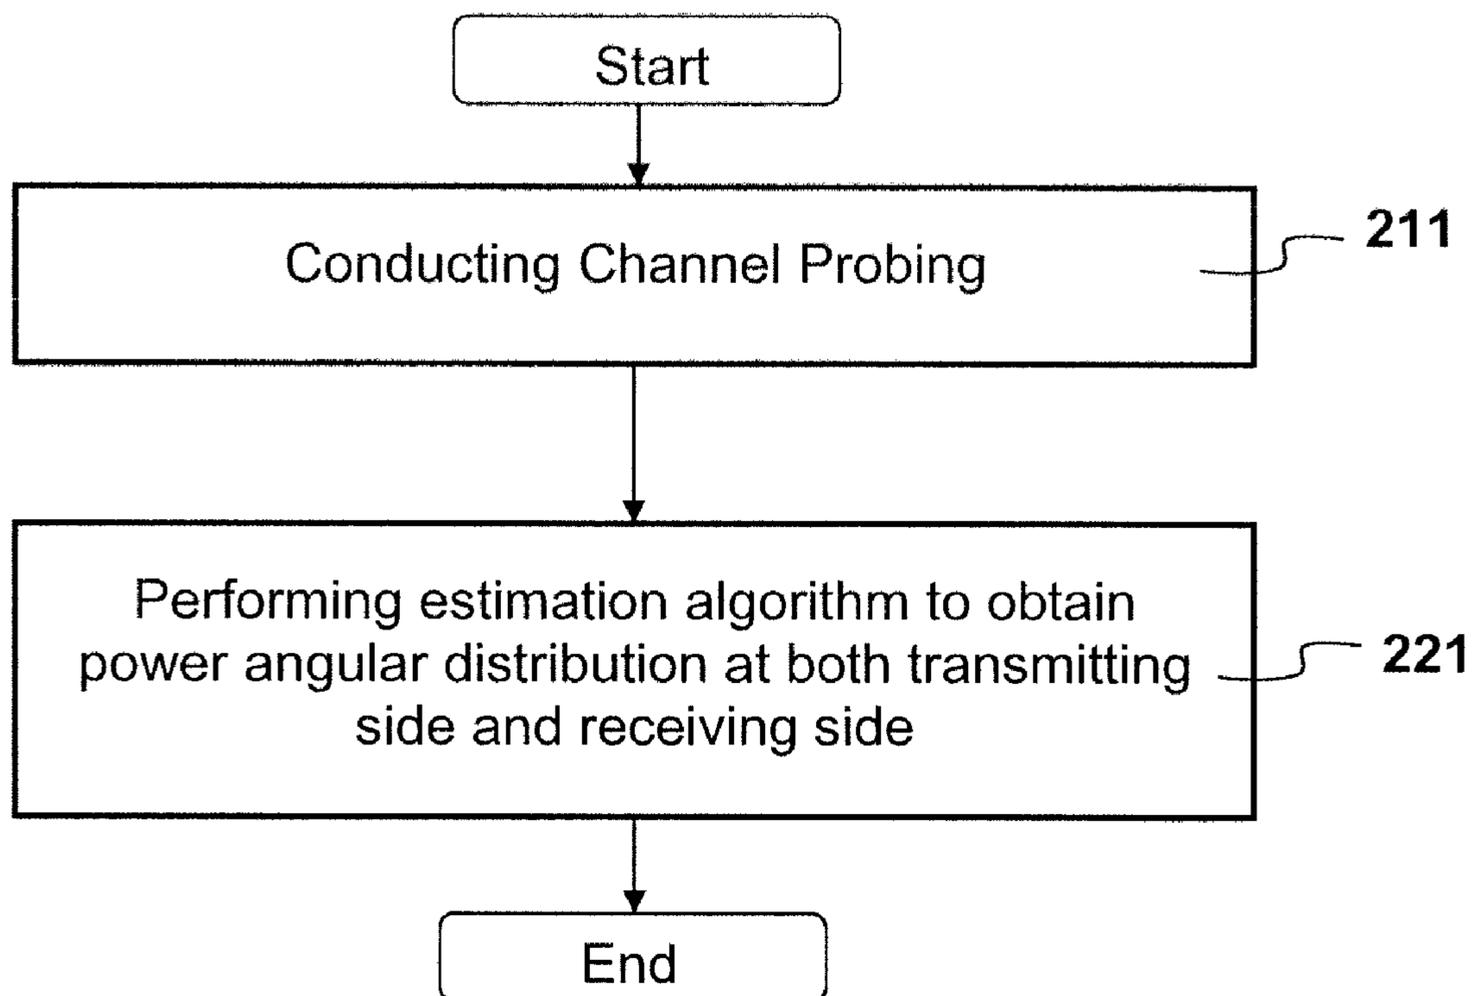 Start
Conducting Channel Probing
211
Performing estimation algorithm to obtain
power angular distribution at both transmitting
side and receiving side
221
End